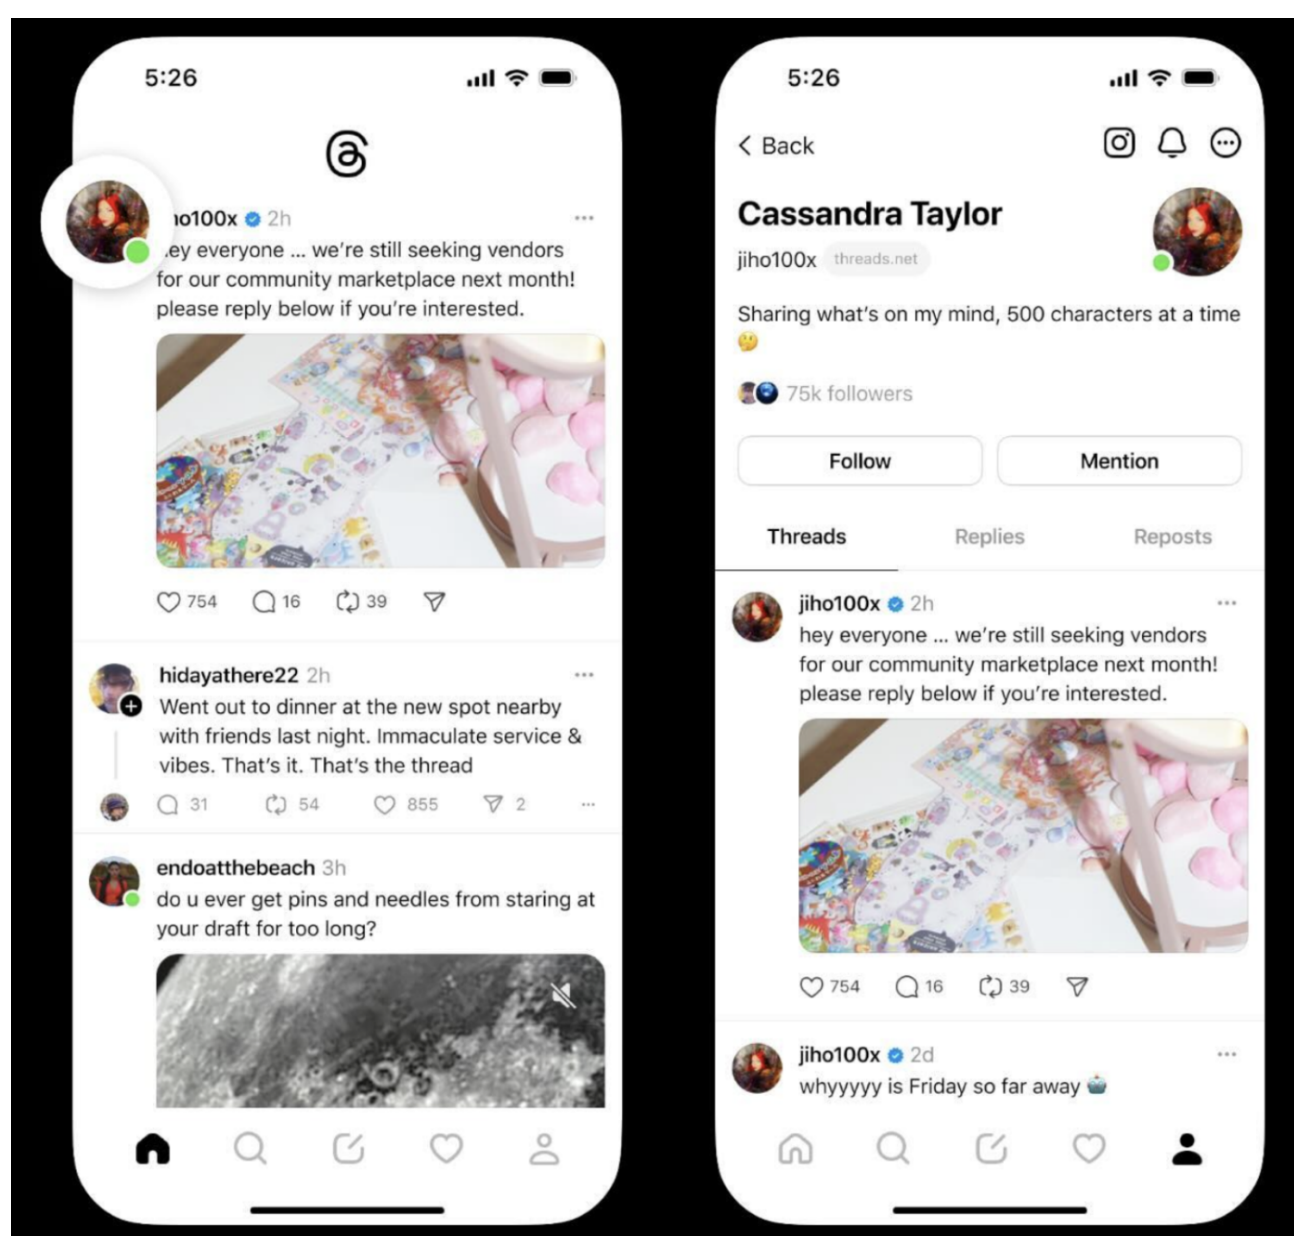 5:26
ho100x 2h
ey everyone ... we're still seeking vendors
for our community marketplace next month!
please reply below if you're interested.
754 16 39
hidayathere22 2h
Went out to dinner at the new spot nearby
with friends last night. Immaculate service &
vibes. That's it. That's the thread
31 54 855 2
endoatthebeach 3h
do u ever get pins and needles from staring at
your draft for too long?
5:26
Back
Cassandra Taylor
jiho100x threads.net
Sharing what's on my mind, 500 characters at a time
🤔
75k followers
Follow Mention
Threads Replies Reposts
jiho100x 2h
hey everyone ... we're still seeking vendors
for our community marketplace next month!
please reply below if you're interested.
754 16 39
jiho100x 2d
whyyyyy is Friday so far away 🤖